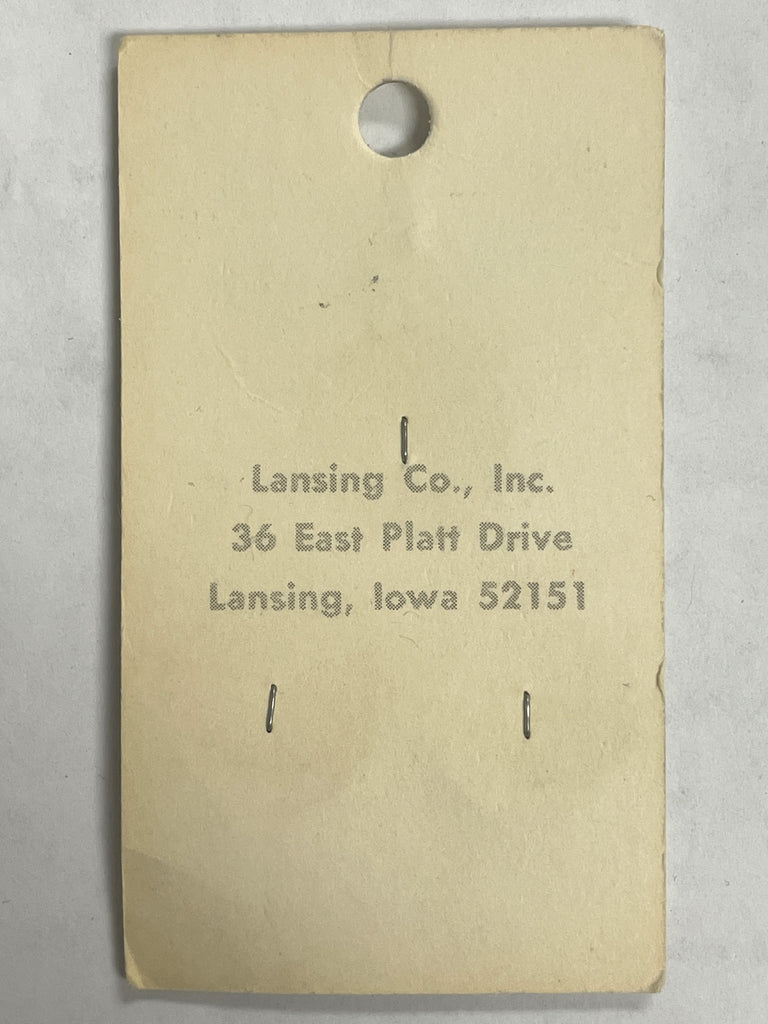 Lansing Co., Inc.
36 East Platt Drive
Lansing, Iowa 52151